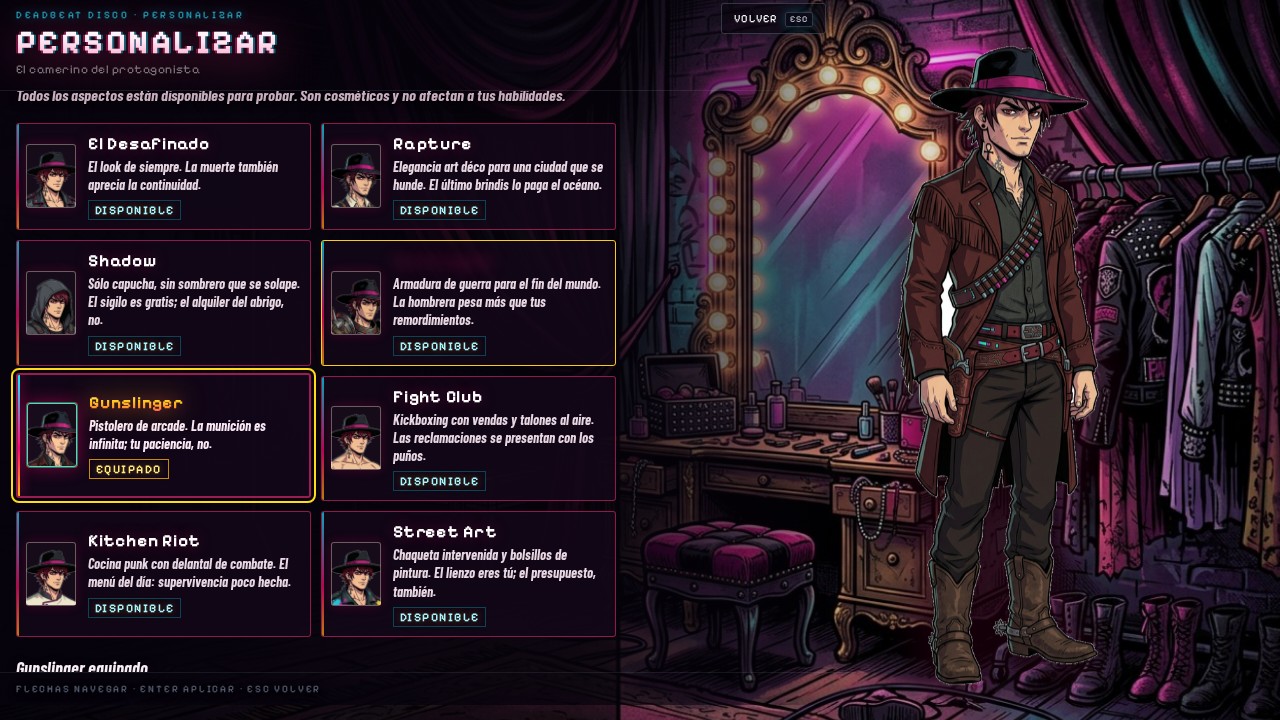 DEADBEAT DISCO · PERSONALIZAR
PERSONALIZAR
El camerino del protagonista
VOLVER ESC
Todos los aspectos están disponibles para probar. Son cosméticos y no afectan a tus habilidades.
El Desafinado
El look de siempre. La muerte también
aprecia la continuidad.
DISPONIBLE
Rapture
Elegancia art déco para una ciudad que se
hunde. El último brindis lo paga el océano.
DISPONIBLE
Shadow
Sólo capucha, sin sombrero que se solape.
El sigilo es gratis; el alquiler del abrigo,
no.
DISPONIBLE
Armadura de guerra para el fin del mundo.
La hombrera pesa más que tus
remordimientos.
DISPONIBLE
Gunslinger
Pistolero de arcade. La munición es
infinita; tu paciencia, no.
EQUIPADO
Fight Club
Kickboxing con vendas y talones al aire.
Las reclamaciones se presentan con los
puños.
DISPONIBLE
Kitchen Riot
Cocina punk con delantal de combate. El
menú del día: supervivencia poco hecha.
DISPONIBLE
Street Art
Chaqueta intervenida y bolsillos de
pintura. El lienzo eres tú; el presupuesto,
también.
DISPONIBLE
Gunslinger equipado
FLECHAS NAVEGAR · ENTER APLICAR · ESC VOLVER